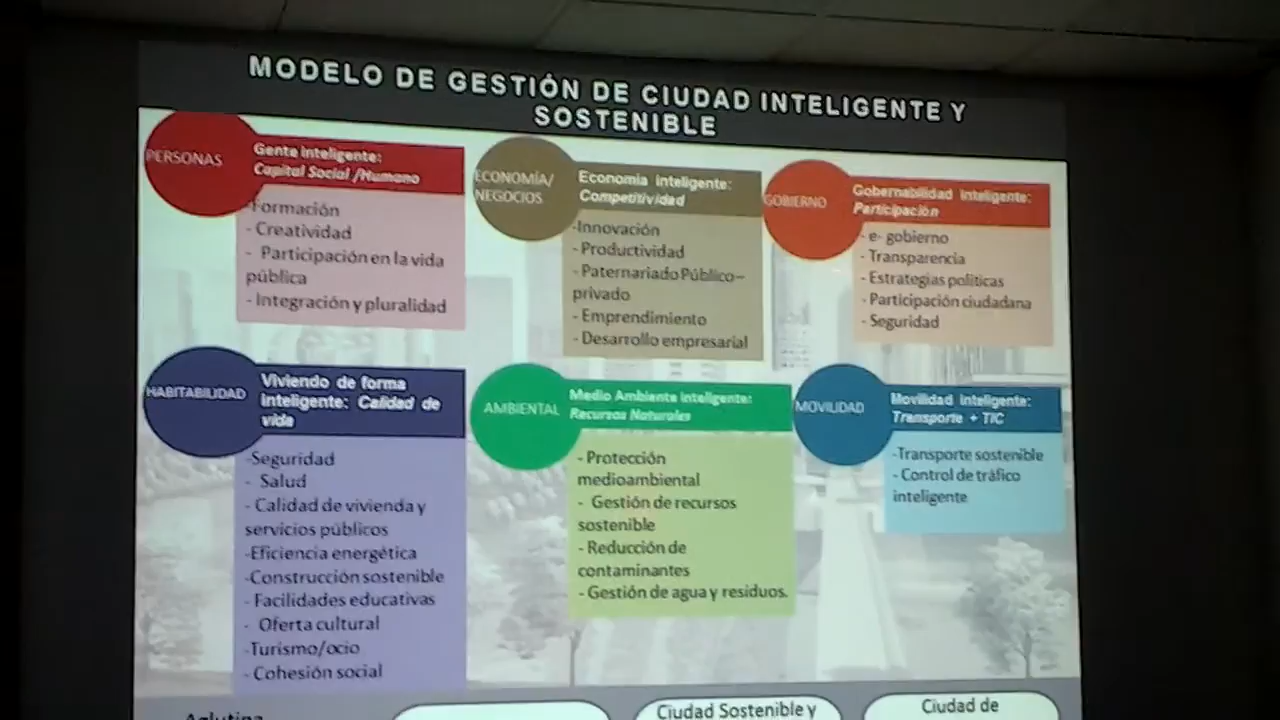 MODELO DE GESTIÓN DE CIUDAD INTELIGENTE Y
SOSTENIBLE
PERSONAS
Gente inteligente:
Capital Social /Humano
Formación
- Creatividad
- Participación en la vida
pública
- Integración y pluralidad
ECONOMÍA/
NEGOCIOS
Economia inteligente:
Competitividad
-Innovación
- Productividad
- Paternariado Público–
privado
- Emprendimiento
- Desarrollo empresarial
GOBIERNO
Gobernabilidad inteligente:
Participación
- e- gobierno
- Transparencia
- Estrategias políticas
- Participación ciudadana
- Seguridad
HABITABILIDAD
Viviendo de forma
Inteligente: Calidad de
vida
-Seguridad
- Salud
- Calidad de vivienda y
servicios públicos
-Eficiencia energética
-Construcción sostenible
- Facilidades educativas
- Oferta cultural
-Turismo/ocio
- Cohesión social
AMBIENTAL
Medio Ambiente inteligente:
Recursos Naturales
- Protección
medioambiental
- Gestión de recursos
sostenible
- Reducción de
contaminantes
- Gestión de agua y residuos.
MOVILIDAD
Movilidad inteligente:
Transporte + TIC
-Transporte sostenible
- Control de tráfico
inteligente
Aglutina
Ciudad Sostenible y
Ciudad de